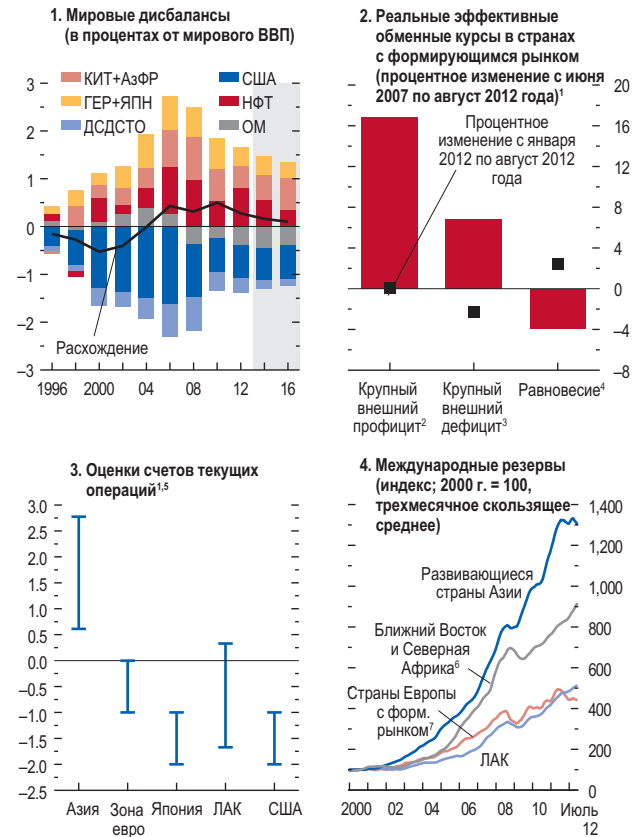 1. Мировые дисбалансы
(в процентах от мирового ВВП)
КИТ+АзФР
США
ГЕР+ЯПН
НФТ
ДСДСТО
ОМ
3
2
1
0
–1
–2
–3
Расхождение
1996
2000
04
08
12
16
2. Реальные эффективные
обменные курсы в странах
с формирующимся рынком
(процентное изменение с июня
2007 по август 2012 года)¹
20
16
12
8
4
0
–4
–8
Процентное
изменение с января
2012 по август 2012
года
Крупный
внешний
профицит²
Крупный
внешний
дефицит³
Равновесие⁴
3. Оценки счетов текущих
операций¹,⁵
3.0
2.5
2.0
1.5
1.0
0.5
0.0
–0.5
–1.0
–1.5
–2.0
–2.5
Азия
Зона
евро
Япония
ЛАК
США
4. Международные резервы
(индекс; 2000 г. = 100,
трехмесячное скользящее
среднее)
1,400
1,200
1,000
800
600
400
200
0
Развивающиеся
страны Азии
Ближний Восток
и Северная
Африка⁶
Страны Европы
с форм.
рынком⁷
ЛАК
2000
02
04
06
08
10
Июль
12